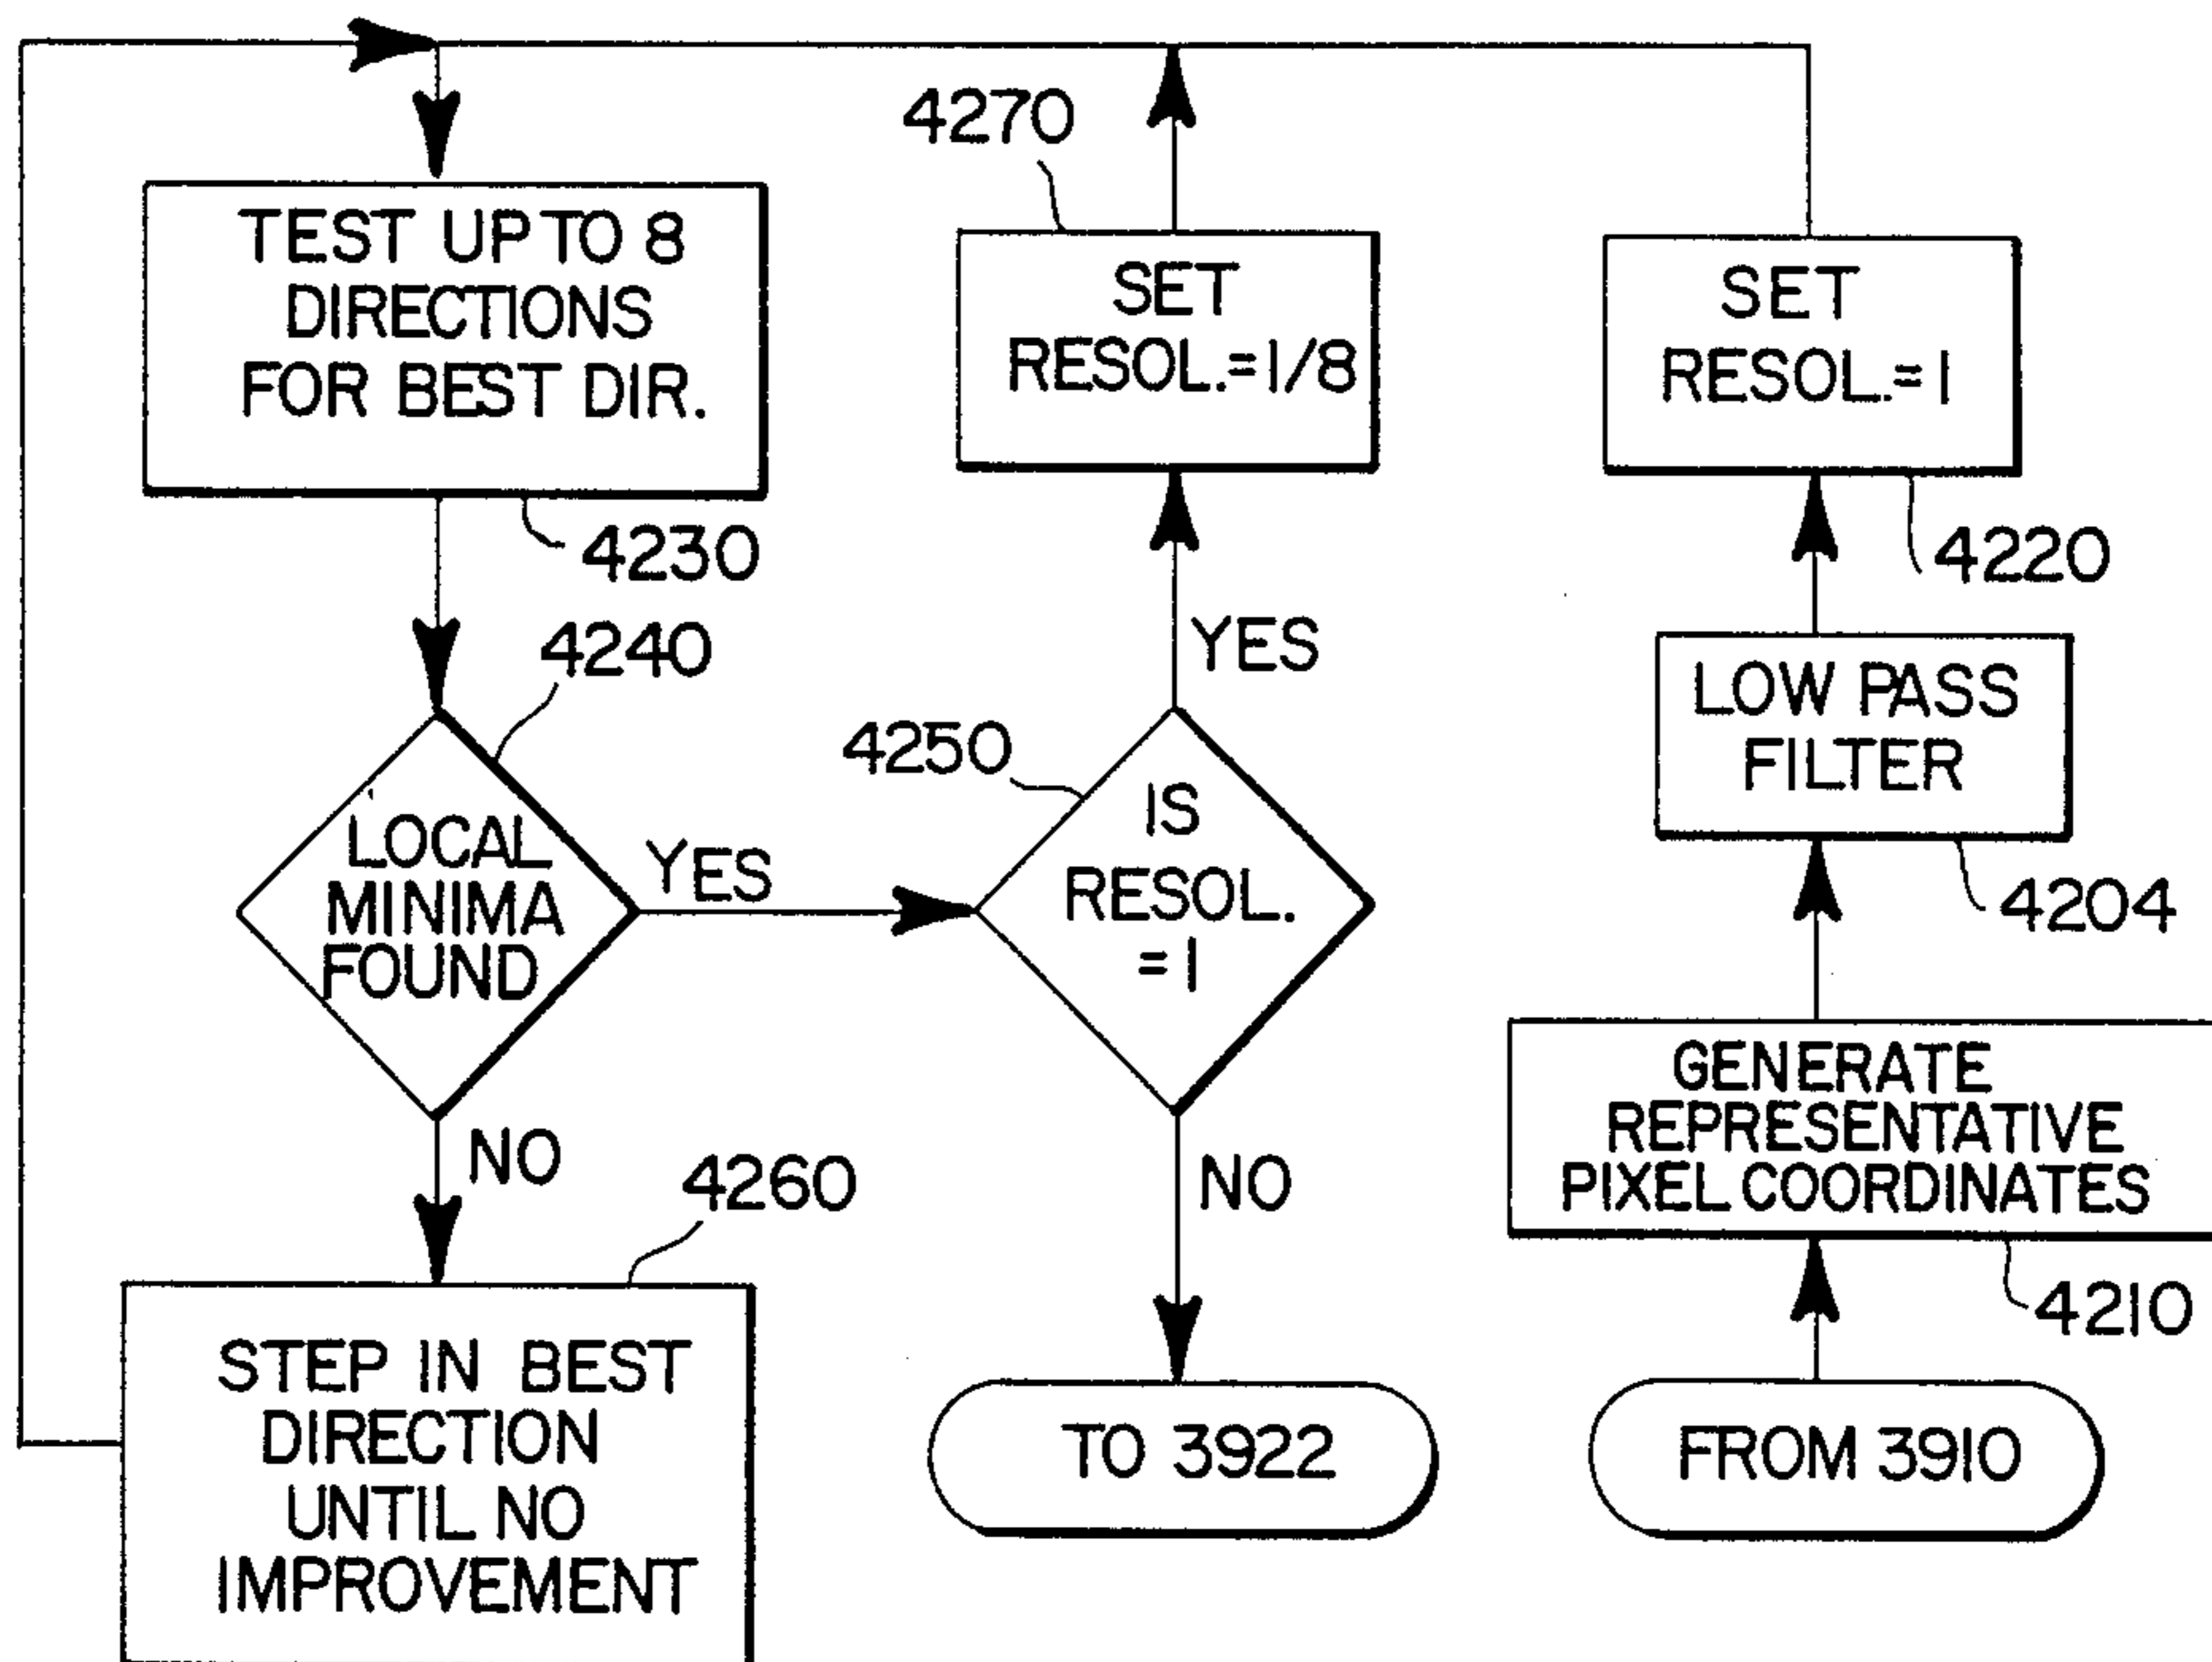 4270
TEST UP TO 8
DIRECTIONS
FOR BEST DIR.
4230
SET
RESOL.=1/8
SET
RESOL.=1
4220
4240
YES
LOW PASS
FILTER
4204
LOCAL
MINIMA
FOUND
YES
4250
IS
RESOL.
=1
NO
4260
NO
GENERATE
REPRESENTATIVE
PIXEL COORDINATES
4210
STEP IN BEST
DIRECTION
UNTIL NO
IMPROVEMENT
TO 3922
FROM 3910